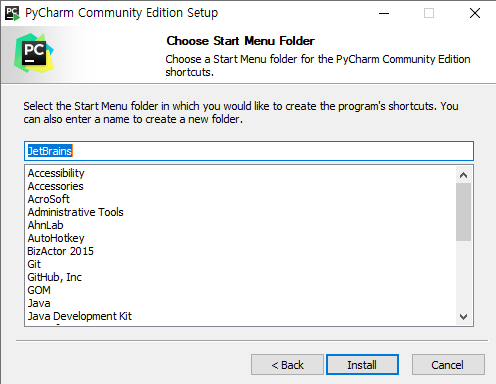 PyCharm Community Edition Setup
PC
Choose Start Menu Folder
Choose a Start Menu folder for the PyCharm Community Edition
shortcuts.
Select the Start Menu folder in which you would like to create the program's shortcuts. You
can also enter a name to create a new folder.
JetBrains
Accessibility
Accessories
AcroSoft
Administrative Tools
AhnLab
AutoHotkey
BizActor 2015
Git
GitHub, Inc
GOM
Java
Java Development Kit
< Back
Install
Cancel